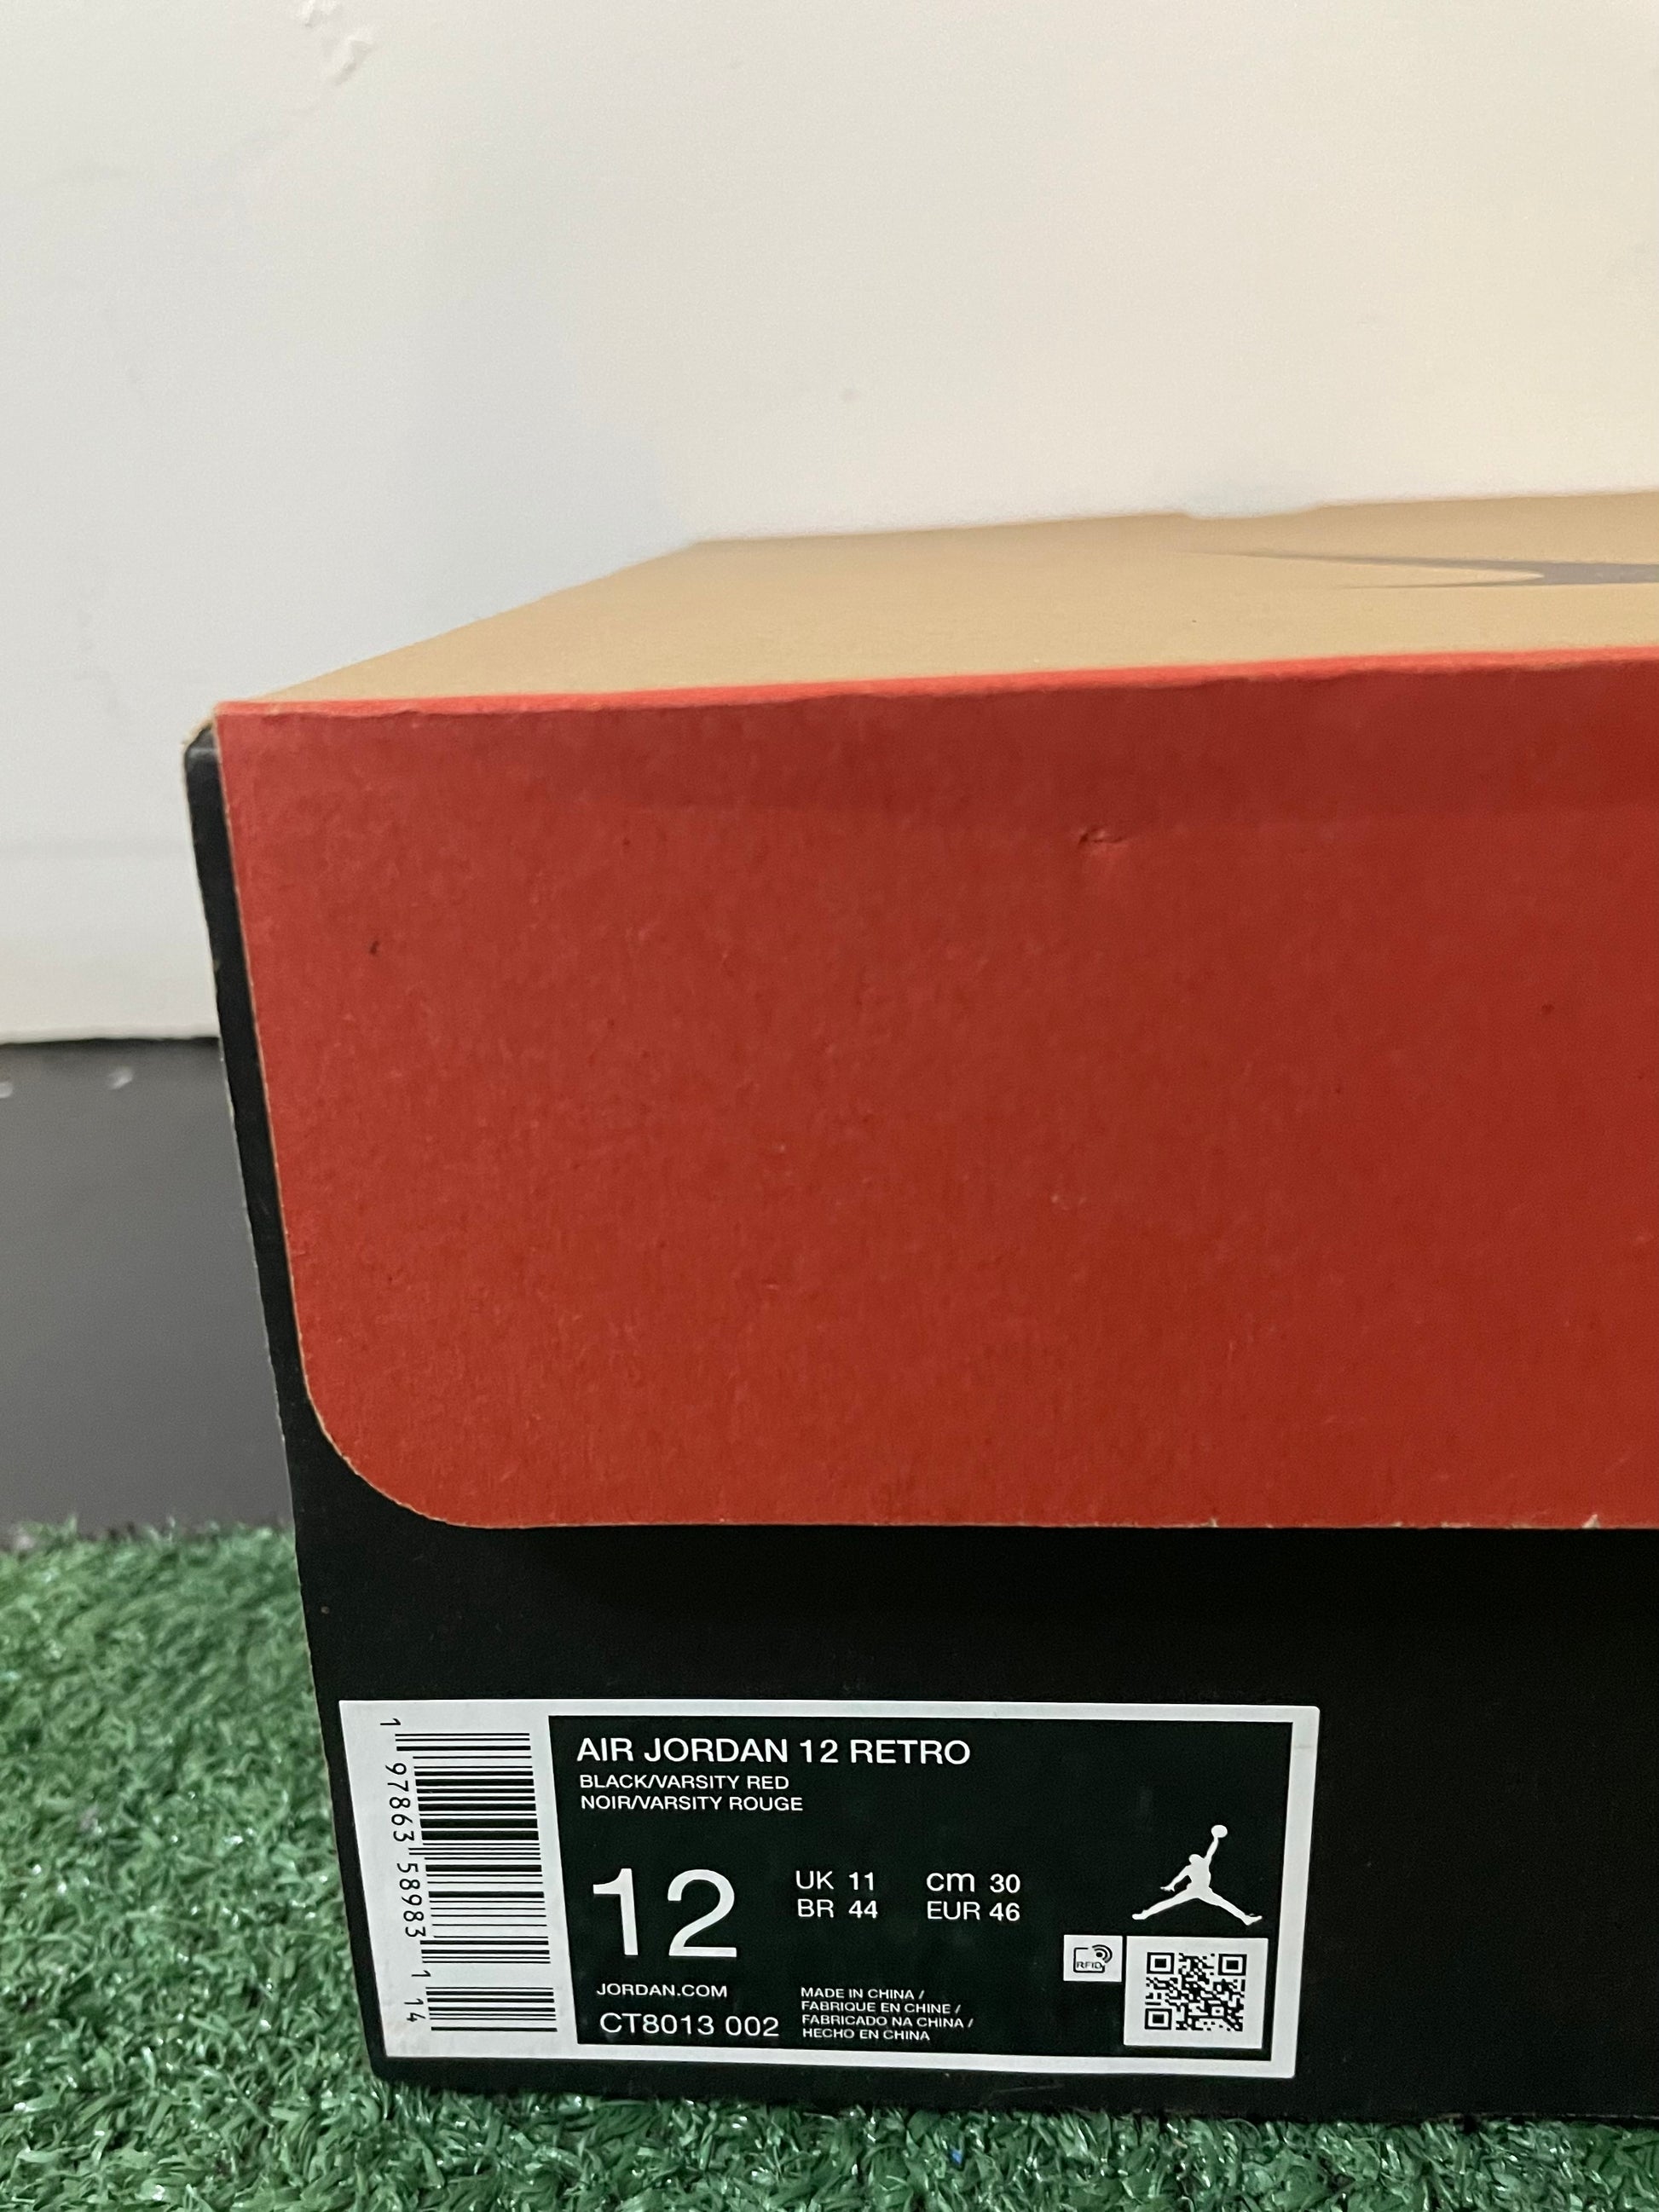 1 97863 58983 1 14
AIR JORDAN 12 RETRO
BLACK/VARSITY RED
NOIR/VARSITY ROUGE
12
UK 11 cm 30
BR 44 EUR 46
RFID
JORDAN.COM
CT8013 002
MADE IN CHINA /
FABRIQUE EN CHINE /
FABRICADO NA CHINA /
HECHO EN CHINA